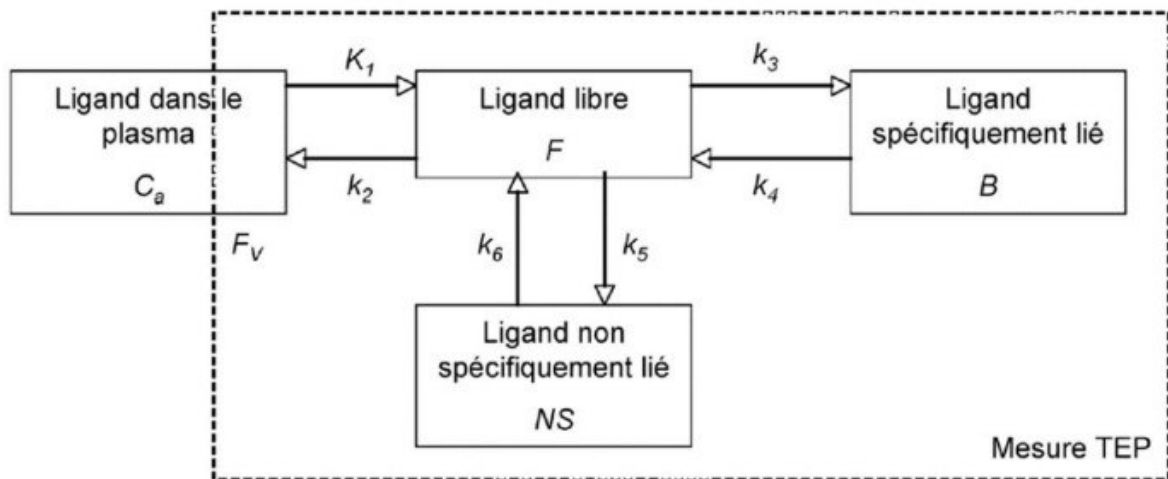 Ligand dans le
plasma
Cₐ
K₁
k₂
Ligand libre
F
k₃
k₄
Ligand
spécifiquement lié
B
F_V
k₆
k₅
Ligand non
spécifiquement lié
NS
Mesure TEP